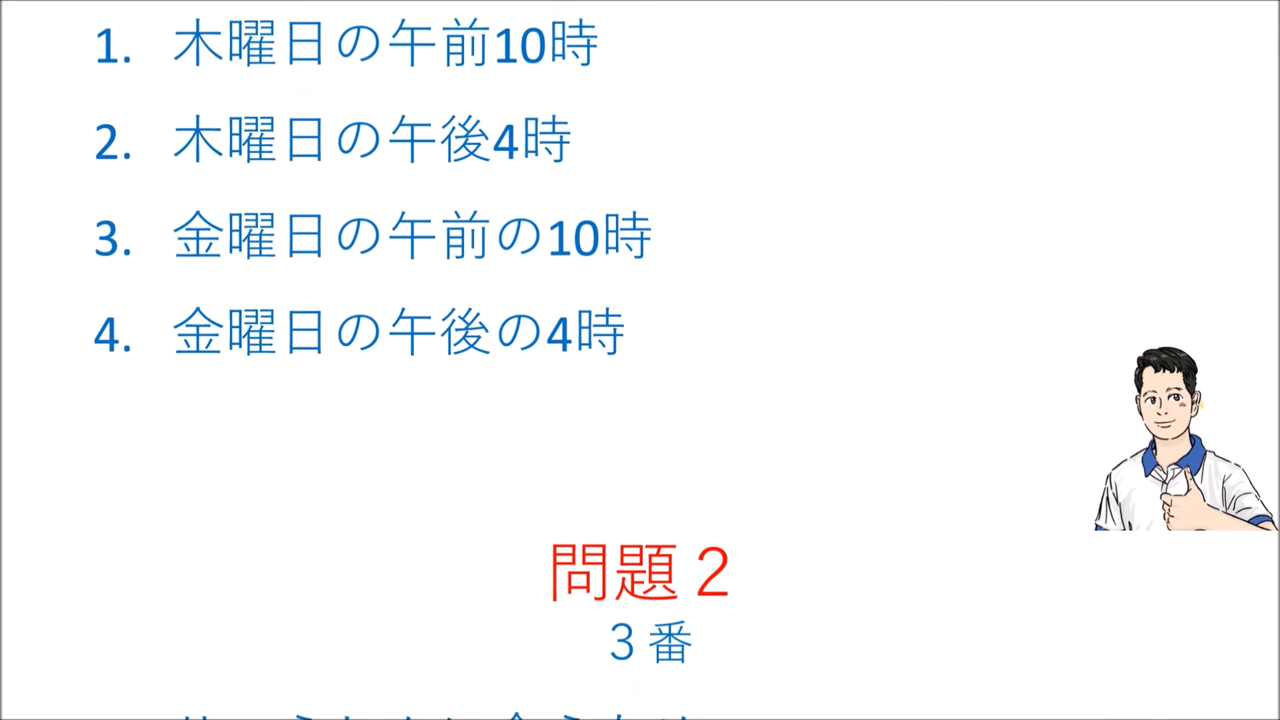 1. 木曜日の午前10時
2. 木曜日の午後4時
3. 金曜日の午前の10時
4. 金曜日の午後の4時
問題２
３番